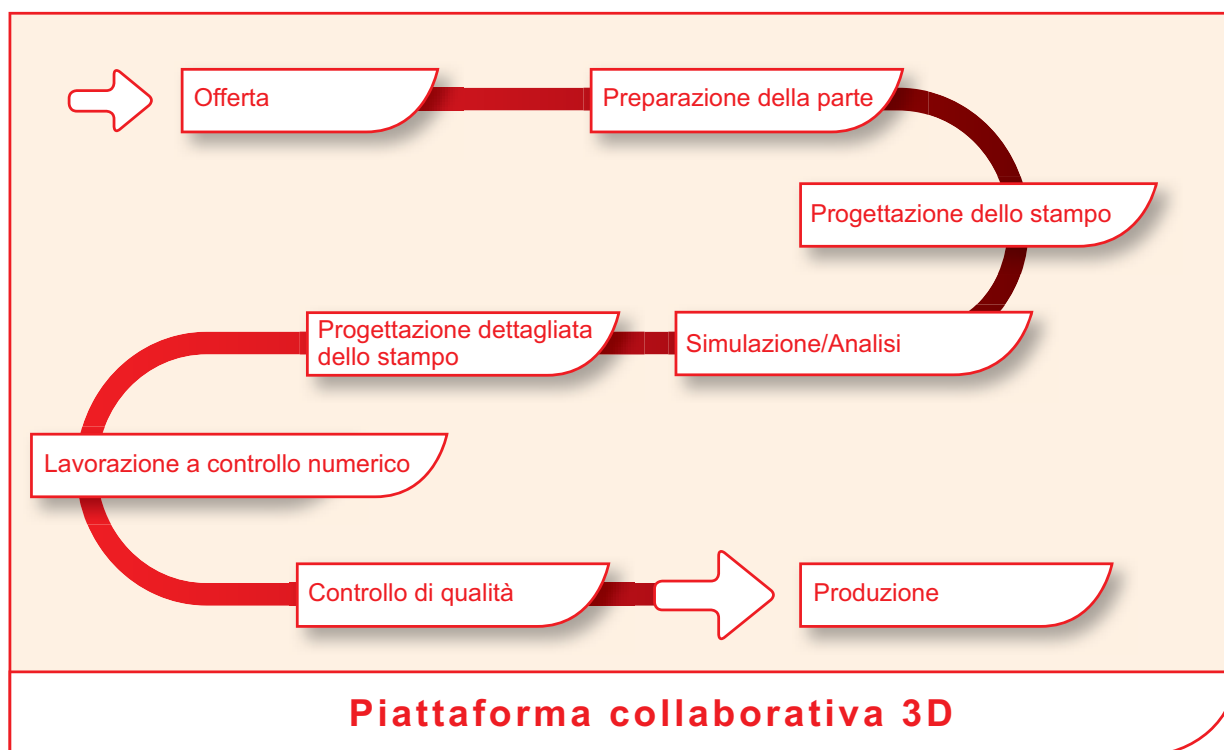 Offerta
Preparazione della parte
Progettazione dello stampo
Simulazione/Analisi
Progettazione dettagliata
dello stampo
Lavorazione a controllo numerico
Controllo di qualità
Produzione
Piattaforma collaborativa 3D